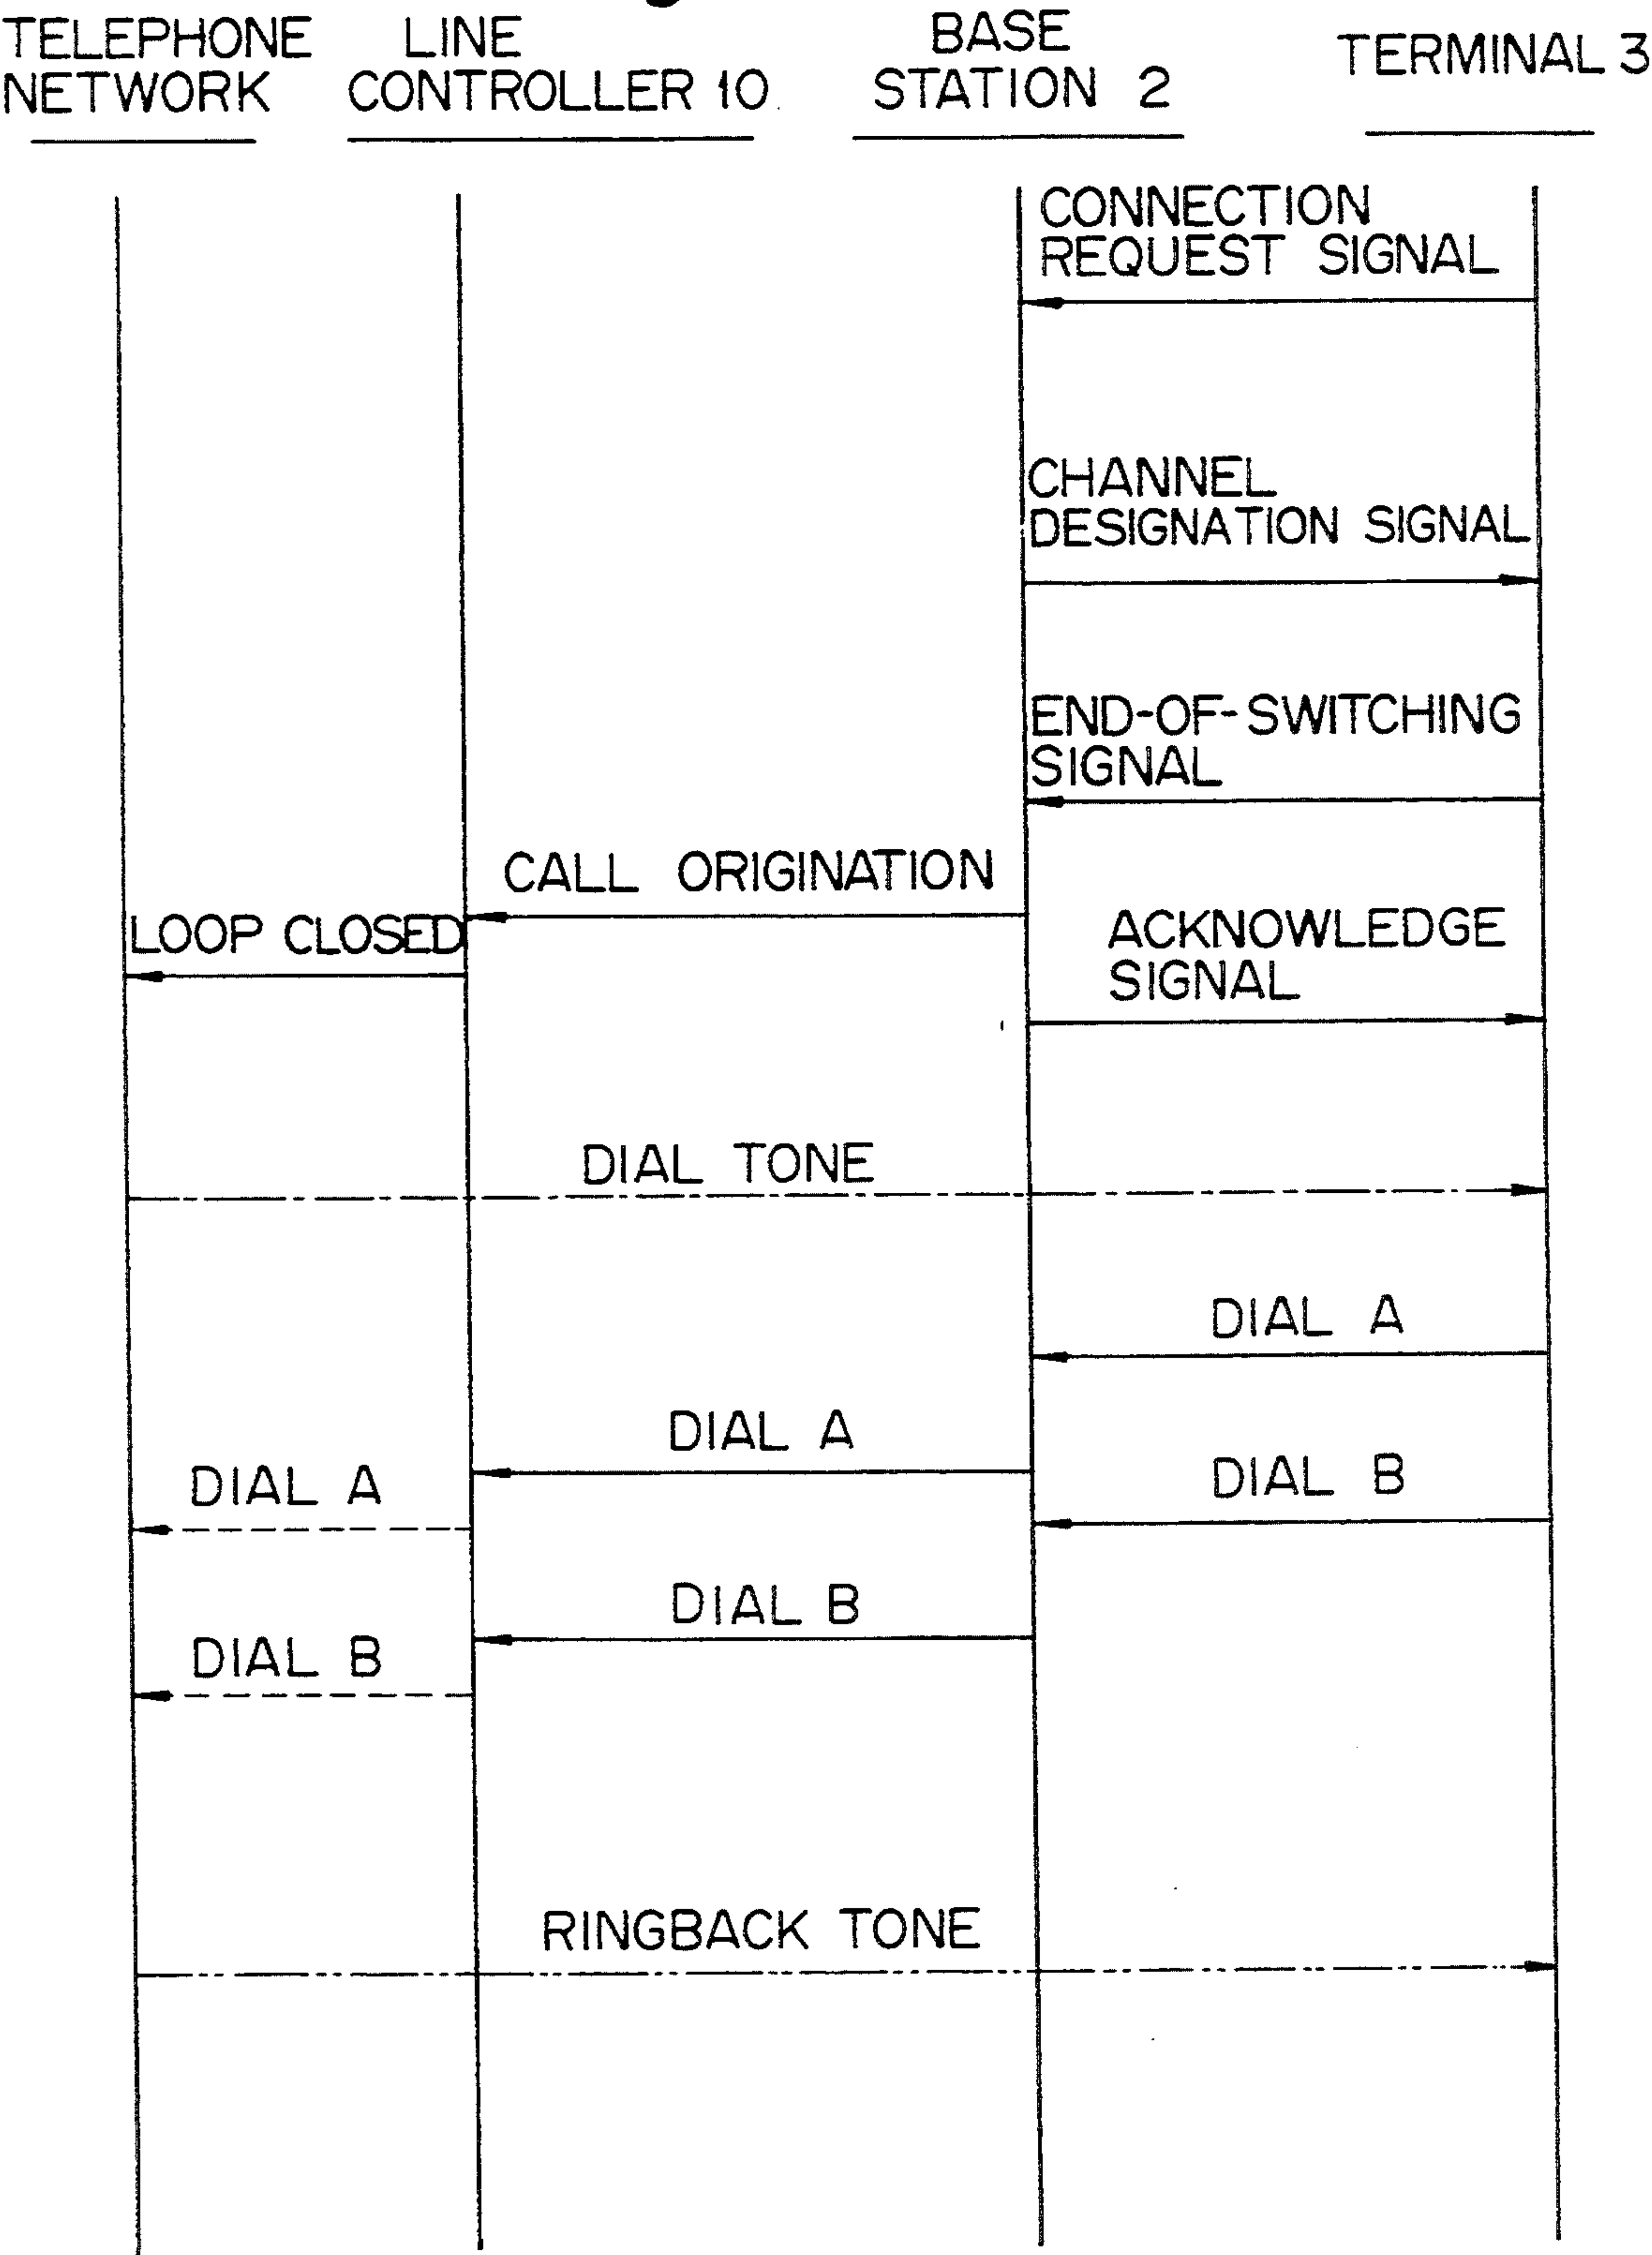 TELEPHONE
NETWORK
LINE
CONTROLLER 10
BASE
STATION 2
TERMINAL 3
CONNECTION
REQUEST SIGNAL
CHANNEL
DESIGNATION SIGNAL
END-OF-SWITCHING
SIGNAL
CALL ORIGINATION
LOOP CLOSED
ACKNOWLEDGE
SIGNAL
DIAL TONE
DIAL A
DIAL A
DIAL A
DIAL B
DIAL B
DIAL B
RINGBACK TONE